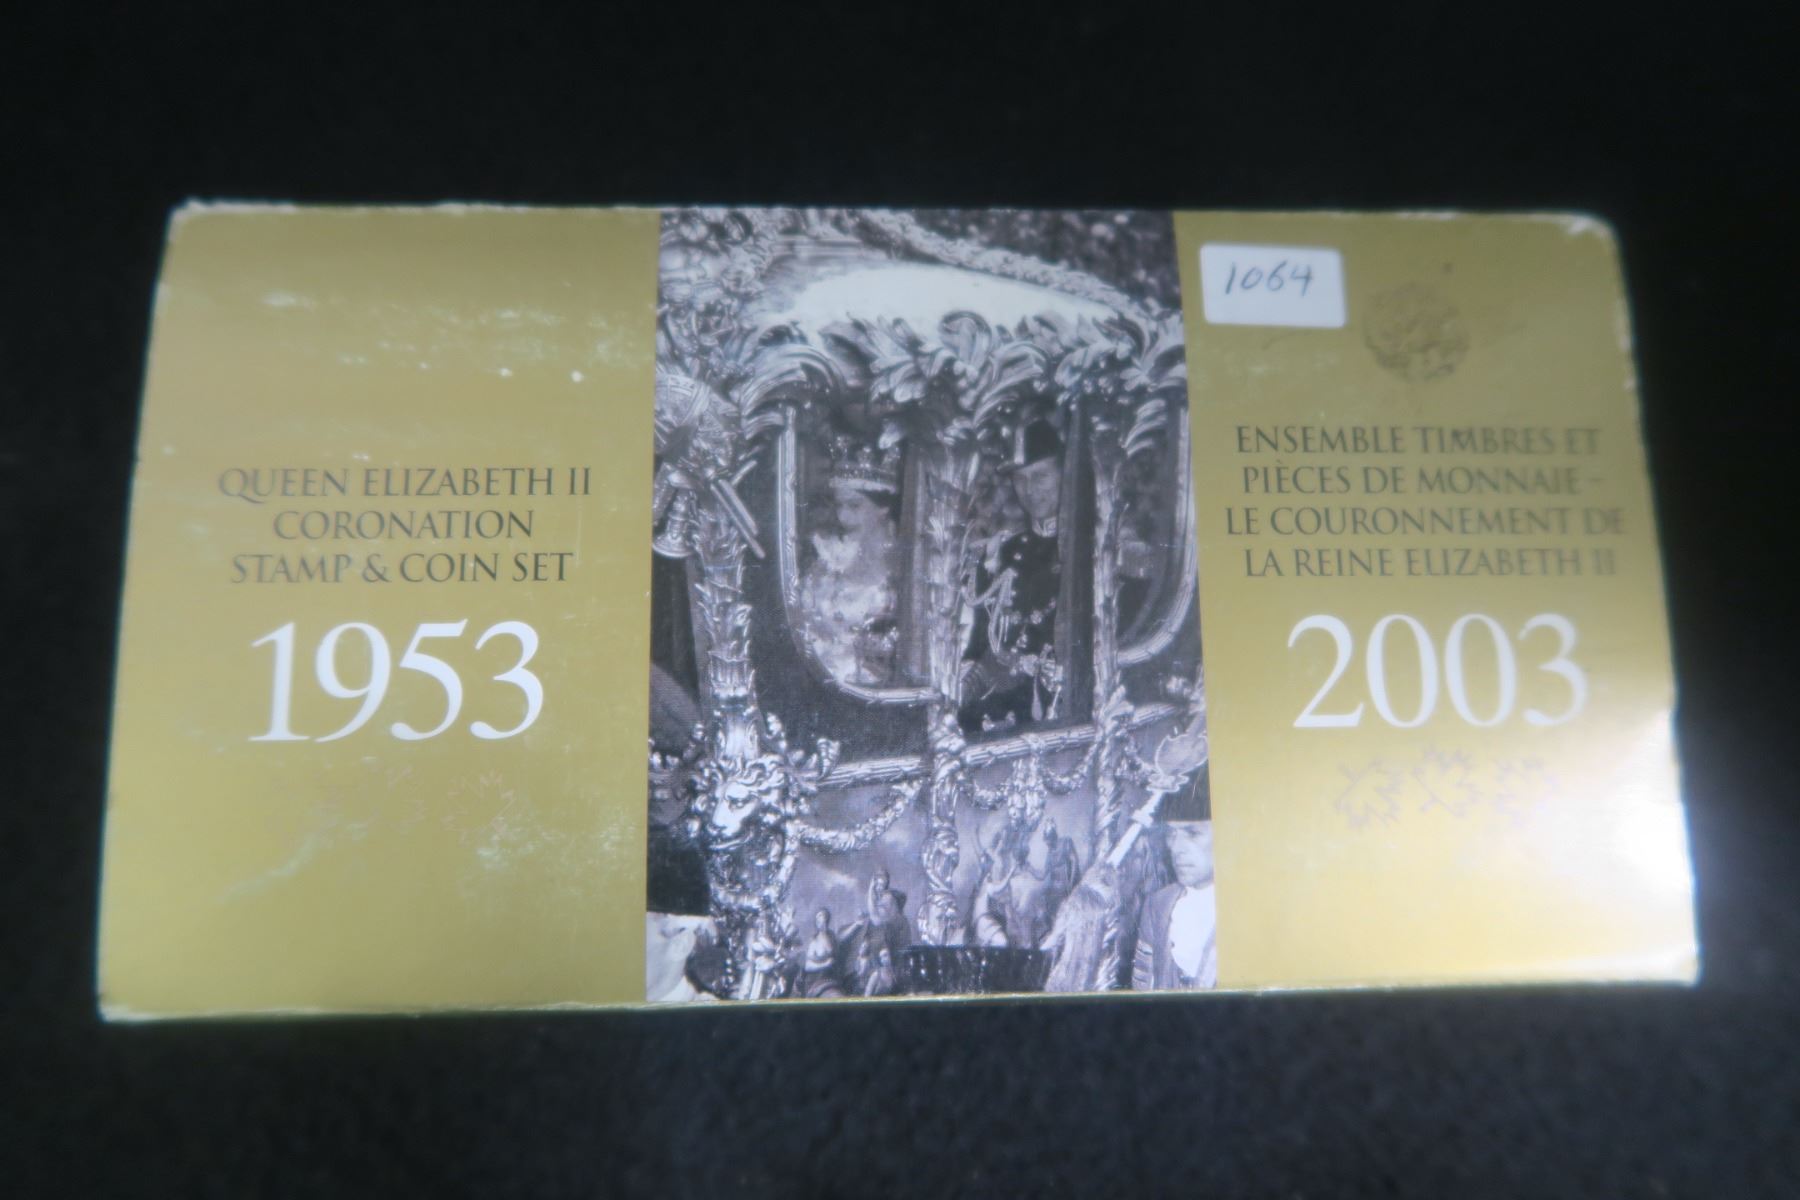 QUEEN ELIZABETH II
CORONATION
STAMP & COIN SET
1953
1064
ENSEMBLE TIMBRES ET
PIÈCES DE MONNAIE –
LE COURONNEMENT DE
LA REINE ELIZABETH II
2003